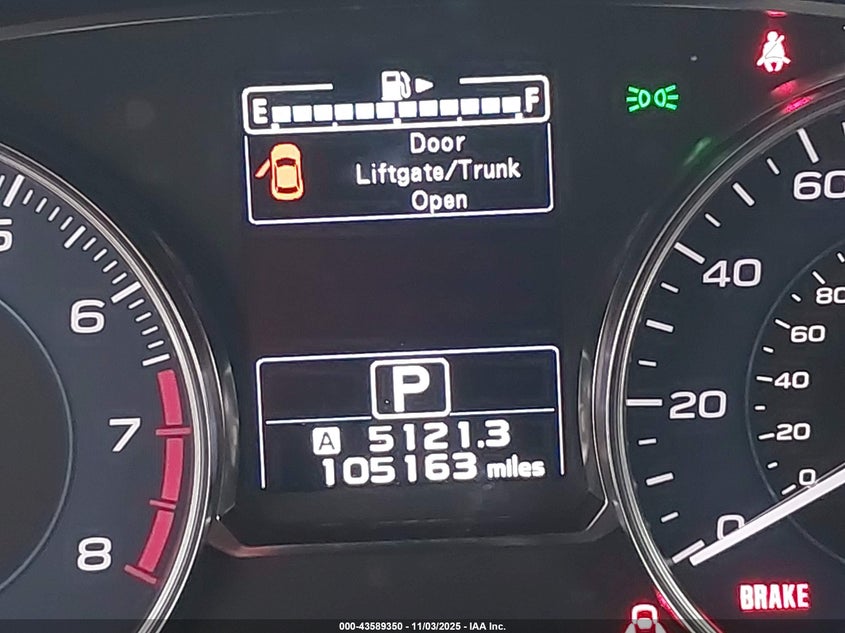 E F
Door
Liftgate/Trunk
Open
P
A 5121.3
105163 miles
6
7
8
60
40
20
0
80
60
40
20
0
BRAKE
000-43589350 - 11/03/2025 - IAA Inc.